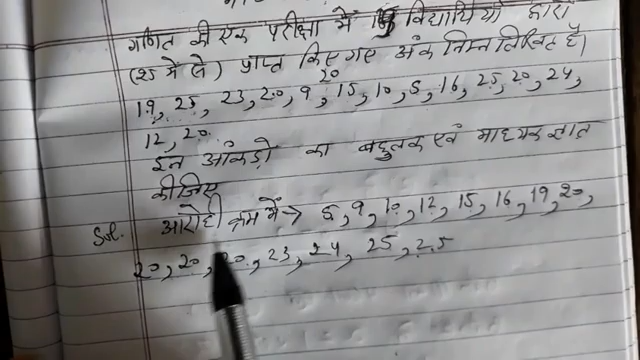 गणित की एक परीक्षा में 15 विद्यार्थियों द्वारा
(25 में से) प्राप्त किए गए अंक निम्नलिखित है।
20
19, 25, 23, 20, 9, 15, 10, 5, 16, 25, 20, 24,
12, 20.
इन आंकड़ो का बहुलक एवं माध्यक ज्ञात
कीजिए
Sol. आरोही क्रम में → 5, 9, 10, 12, 15, 16, 19, 20,
20, 20, 20, 23, 24, 25, 25